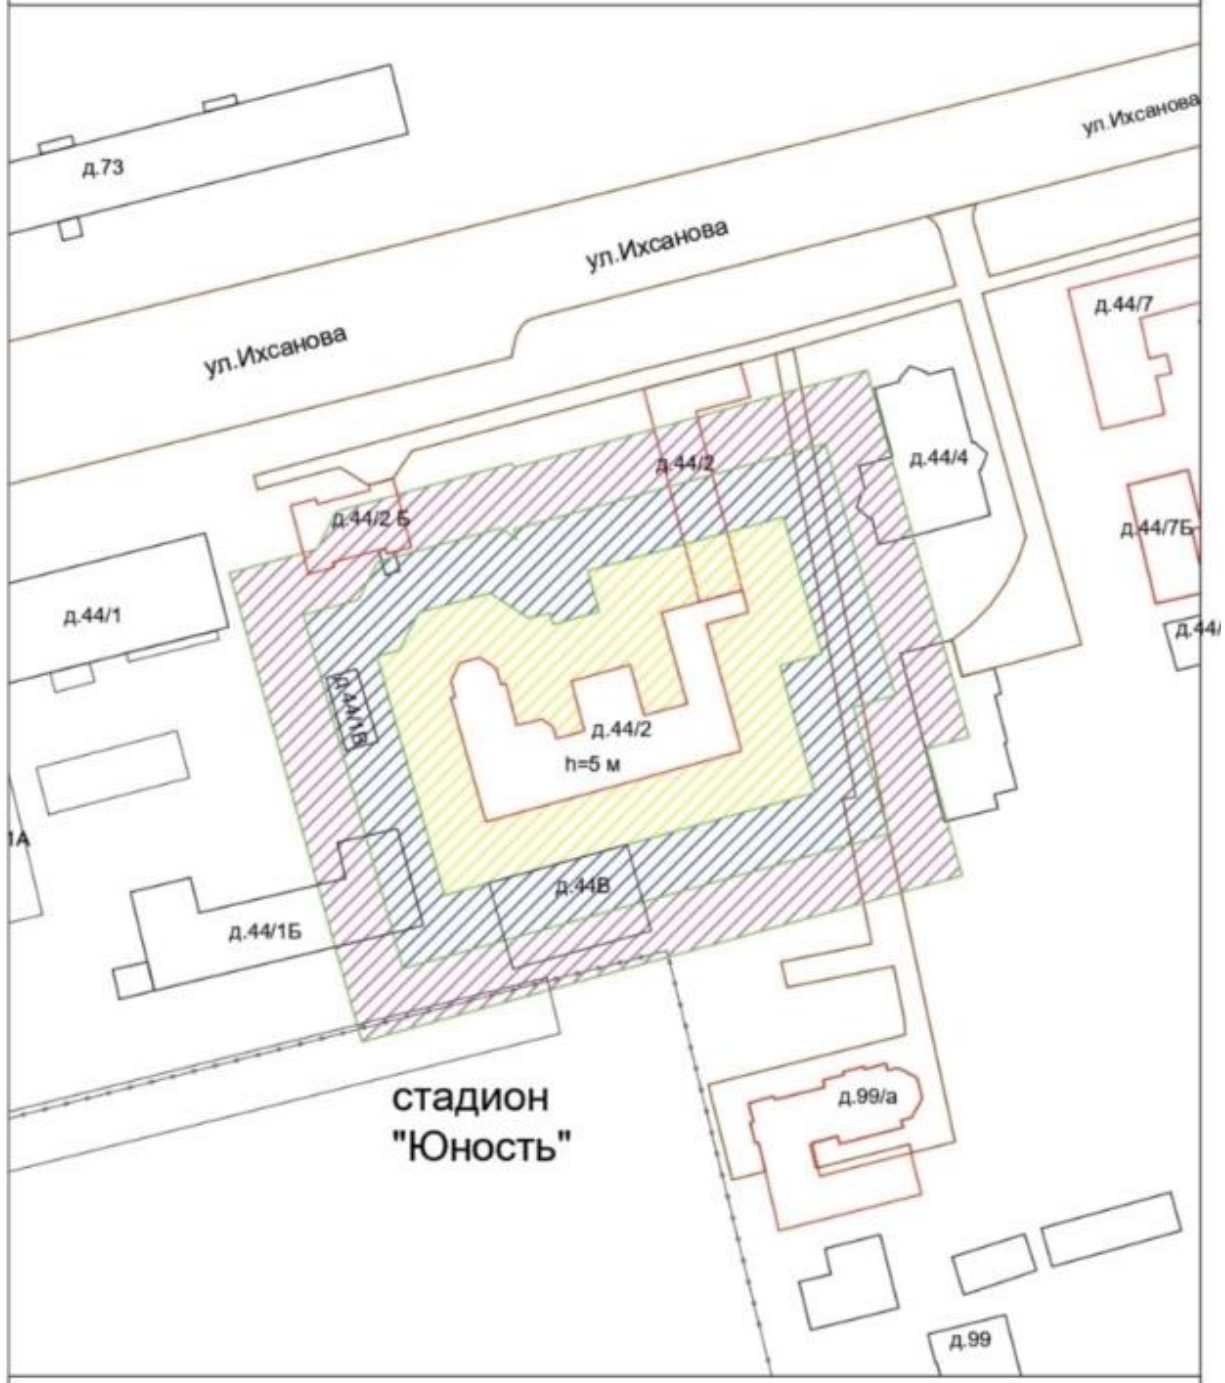 ул.Ихсанова
д.73
ул.Ихсанова
д.44/7
ул.Ихсанова
д.44/2
д.44/4
д.44/2 Б
д.44/7Б
д.44/1
д.44/
д.44/1В
д.44/2
h=5 м
1А
д.44В
д.44/1Б
стадион
"Юность"
д.99/а
д.99